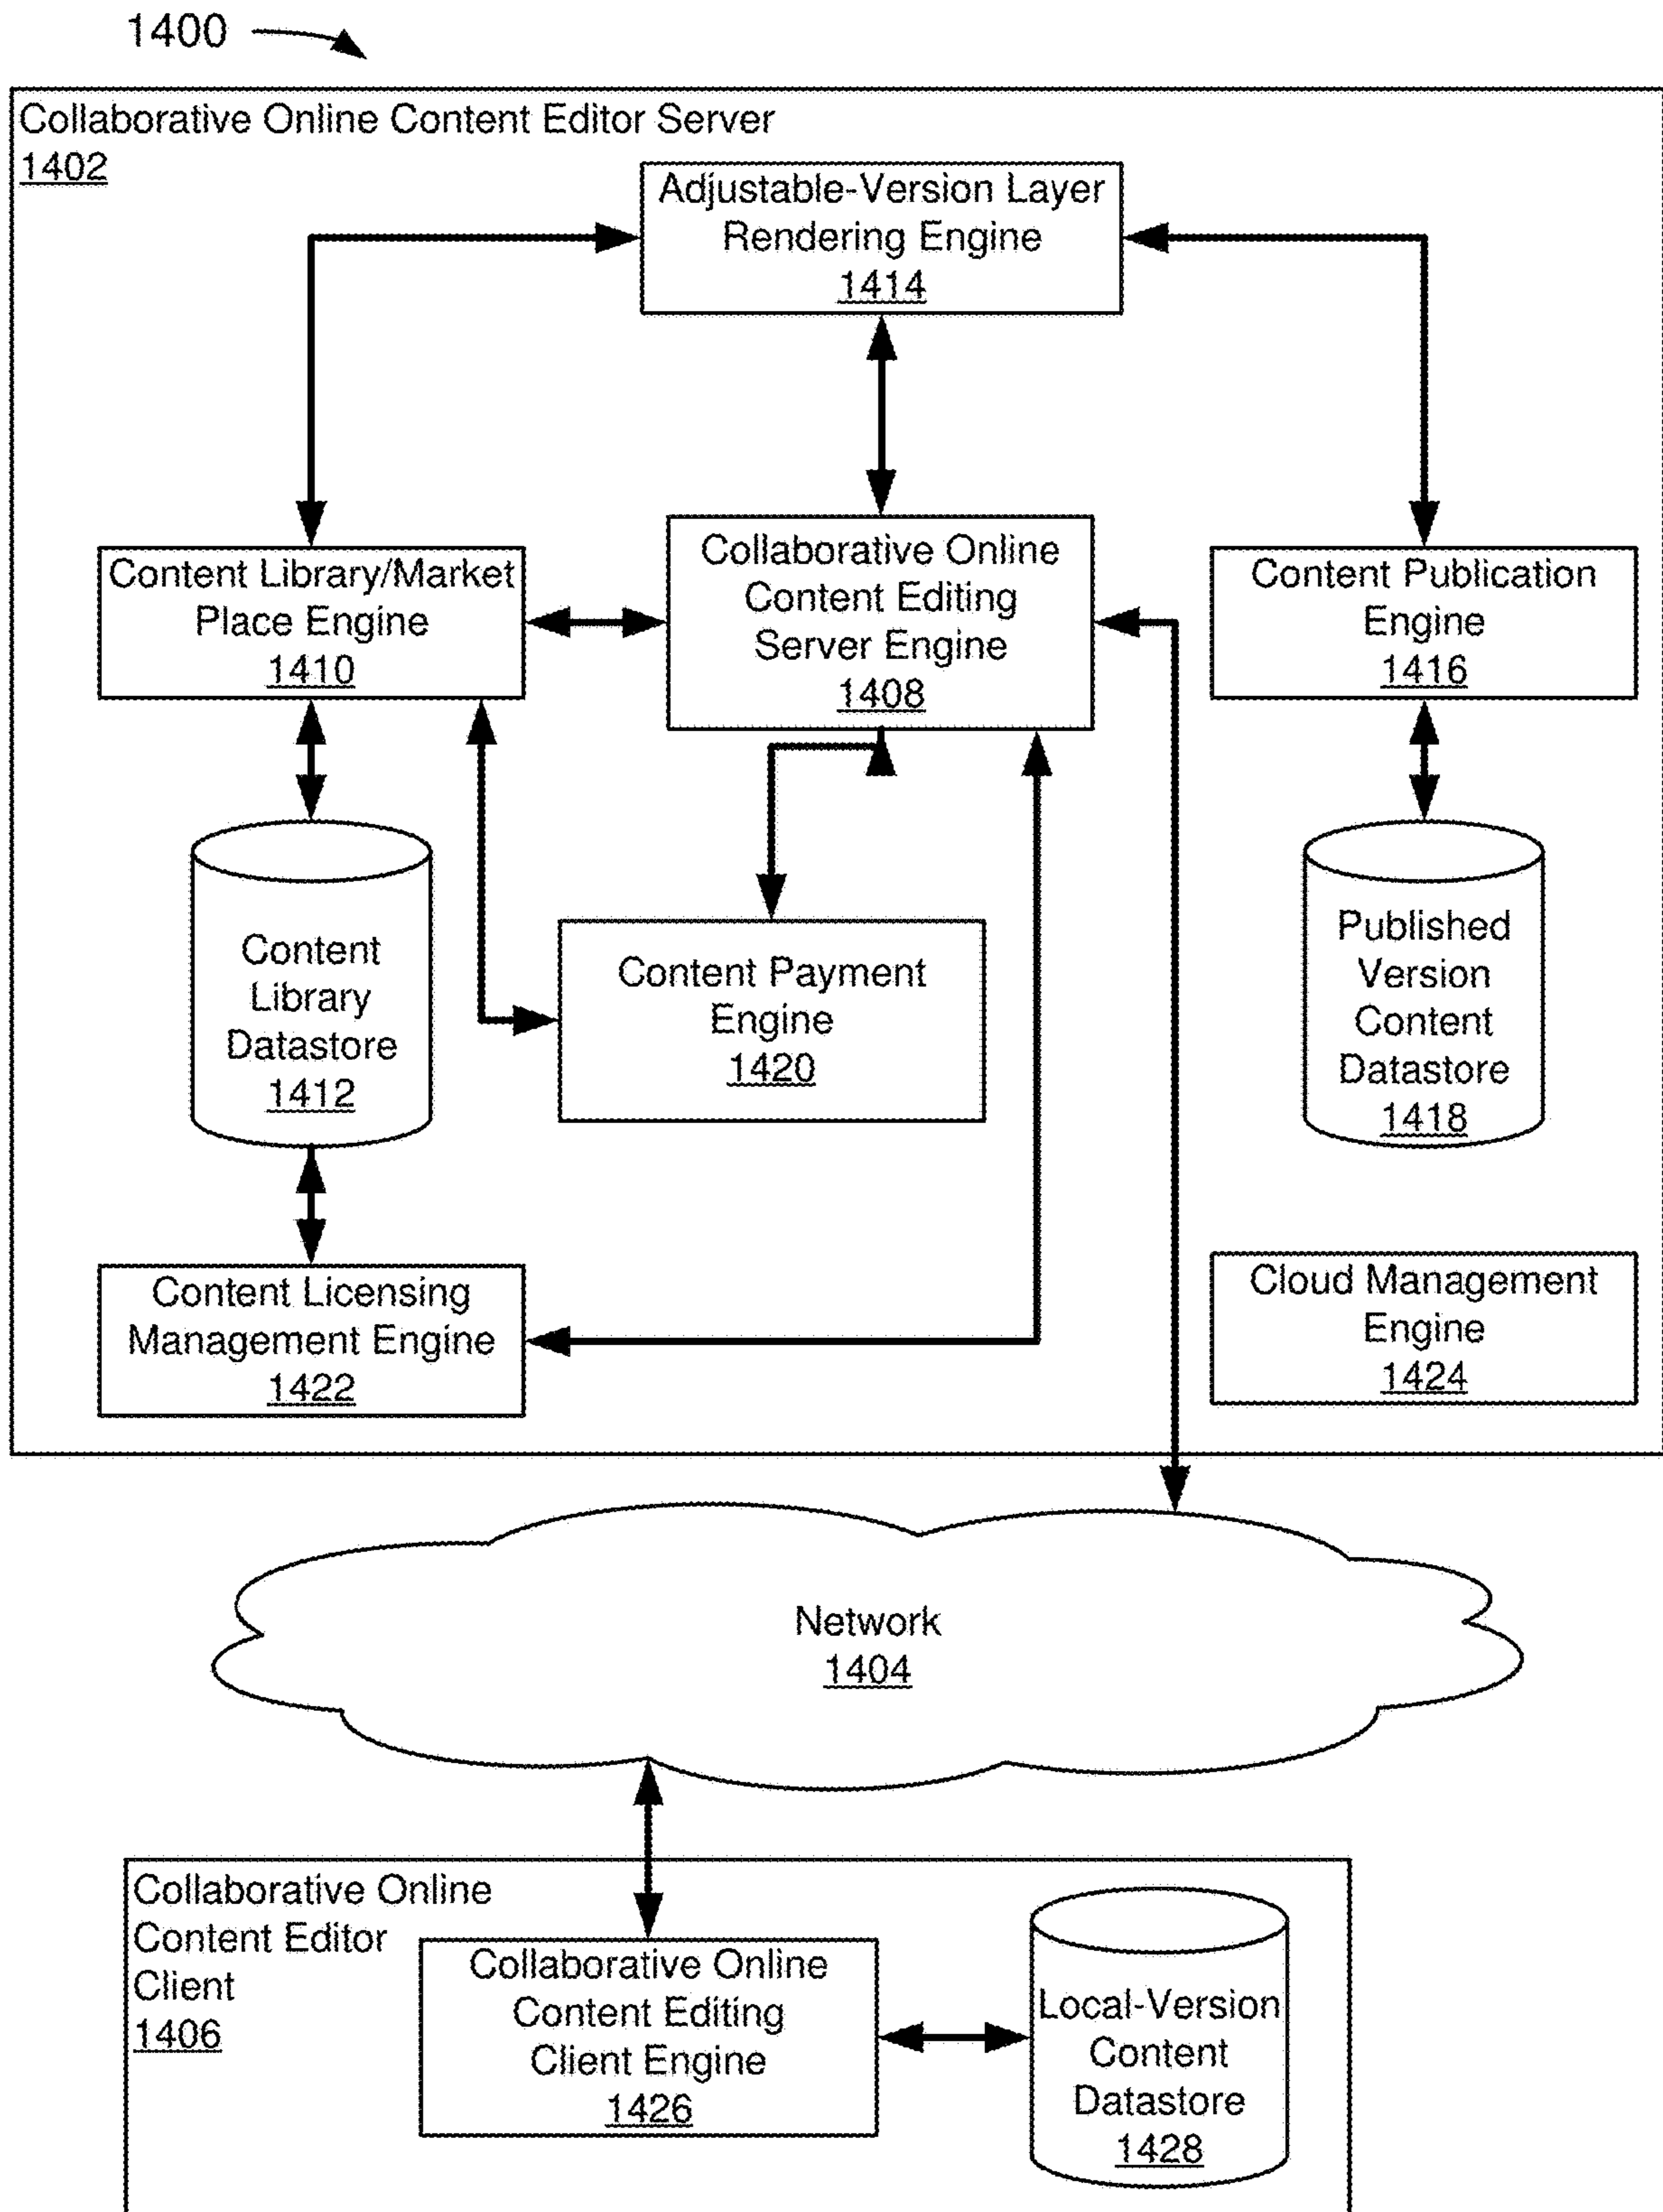 1400
Collaborative Online Content Editor Server
1402
Adjustable-Version Layer
Rendering Engine
1414
Content Library/Market
Place Engine
1410
Collaborative Online
Content Editing
Server Engine
1408
Content Publication
Engine
1416
Content
Library
Datastore
1412
Content Payment
Engine
1420
Published
Version
Content
Datastore
1418
Content Licensing
Management Engine
1422
Cloud Management
Engine
1424
Network
1404
Collaborative Online
Content Editor
Client
1406
Collaborative Online
Content Editing
Client Engine
1426
Local-Version
Content
Datastore
1428